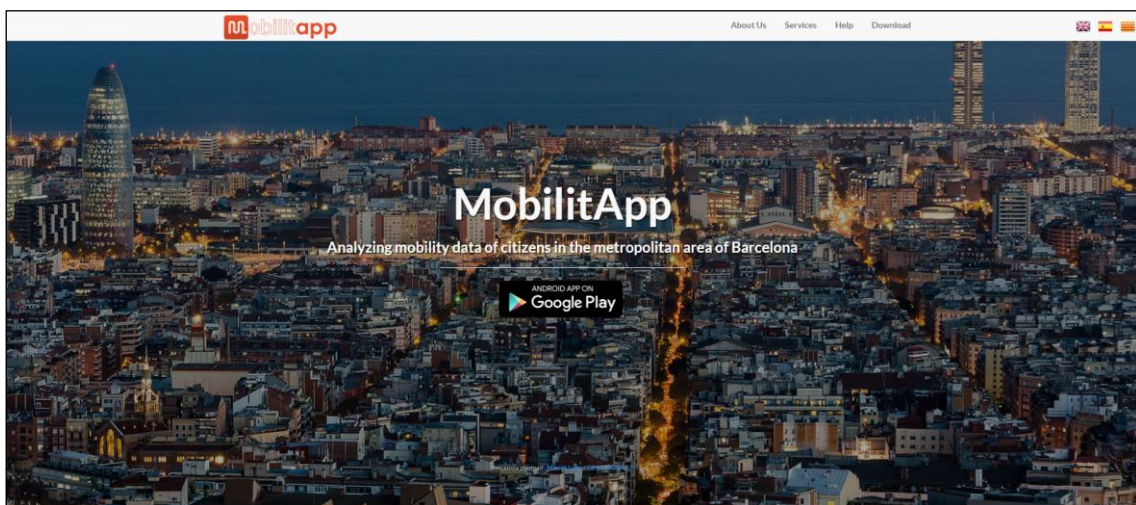 mobilitapp
About Us Services Help Download
MobilitApp
Analyzing mobility data of citizens in the metropolitan area of Barcelona
ANDROID APP ON
Google Play